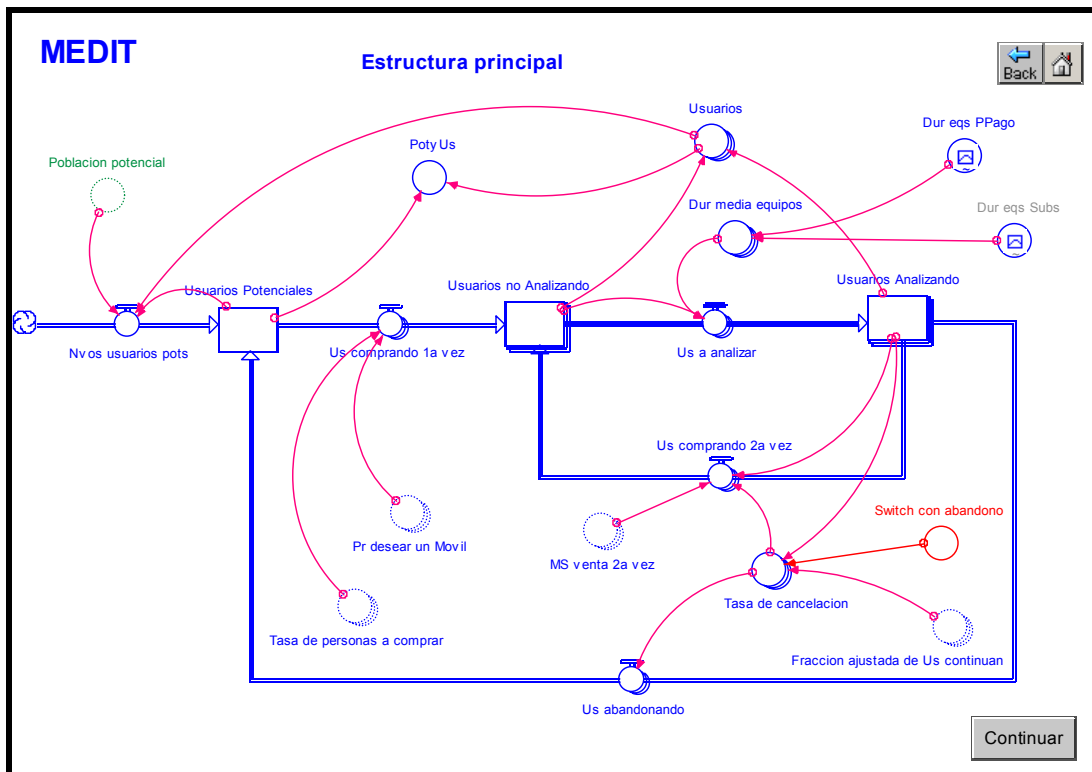 MEDIT
Estructura principal
Back
Usuarios
Dur eqs PPago
Poty Us
Poblacion potencial
Dur media equipos
Dur eqs Subs
Usuarios Potenciales
Usuarios no Analizando
Usuarios Analizando
Nvos usuarios pots
Us comprando 1a vez
Us a analizar
Us comprando 2a vez
Switch con abandono
Pr desear un Movil
MS venta 2a vez
Tasa de cancelacion
Tasa de personas a comprar
Fraccion ajustada de Us continuan
Us abandonando
Continuar